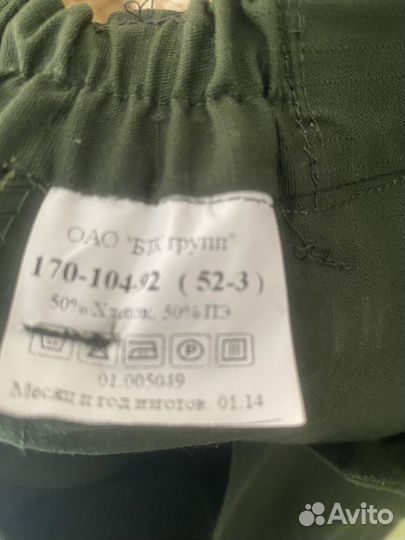 ОАО "БТК групп"
170-104-92 ( 52-3 )
50% Хлопок. 50% ПЭ
01.005049
Месяц и год изготов. 01.14
Avito